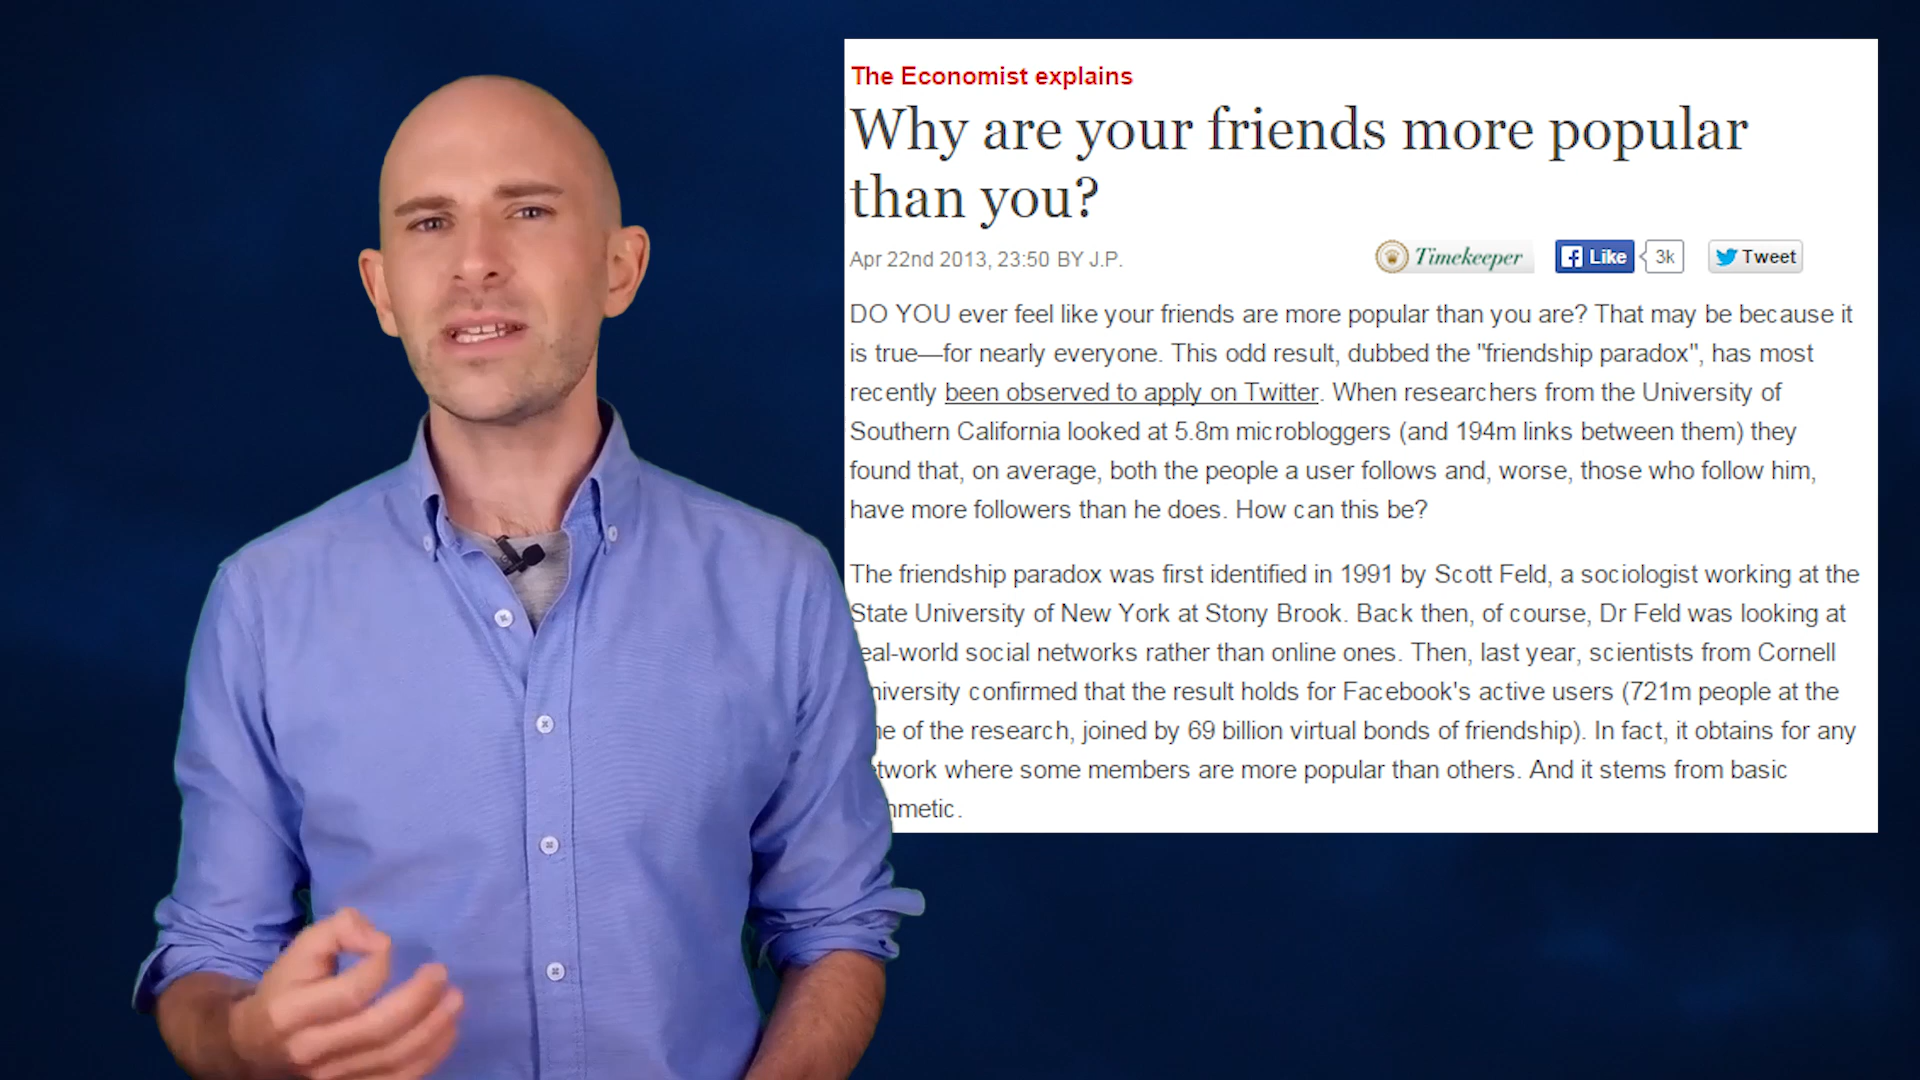 The Economist explains
Why are your friends more popular
than you?
Apr 22nd 2013, 23:50 BY J.P.
Timekeeper
Like
3k
Tweet
DO YOU ever feel like your friends are more popular than you are? That may be because it
is true—for nearly everyone. This odd result, dubbed the "friendship paradox", has most
recently been observed to apply on Twitter. When researchers from the University of
Southern California looked at 5.8m microbloggers (and 194m links between them) they
found that, on average, both the people a user follows and, worse, those who follow him,
have more followers than he does. How can this be?
The friendship paradox was first identified in 1991 by Scott Feld, a sociologist working at the
State University of New York at Stony Brook. Back then, of course, Dr Feld was looking at
eal-world social networks rather than online ones. Then, last year, scientists from Cornell
niversity confirmed that the result holds for Facebook's active users (721m people at the
e of the research, joined by 69 billion virtual bonds of friendship). In fact, it obtains for any
twork where some members are more popular than others. And it stems from basic
hmetic.